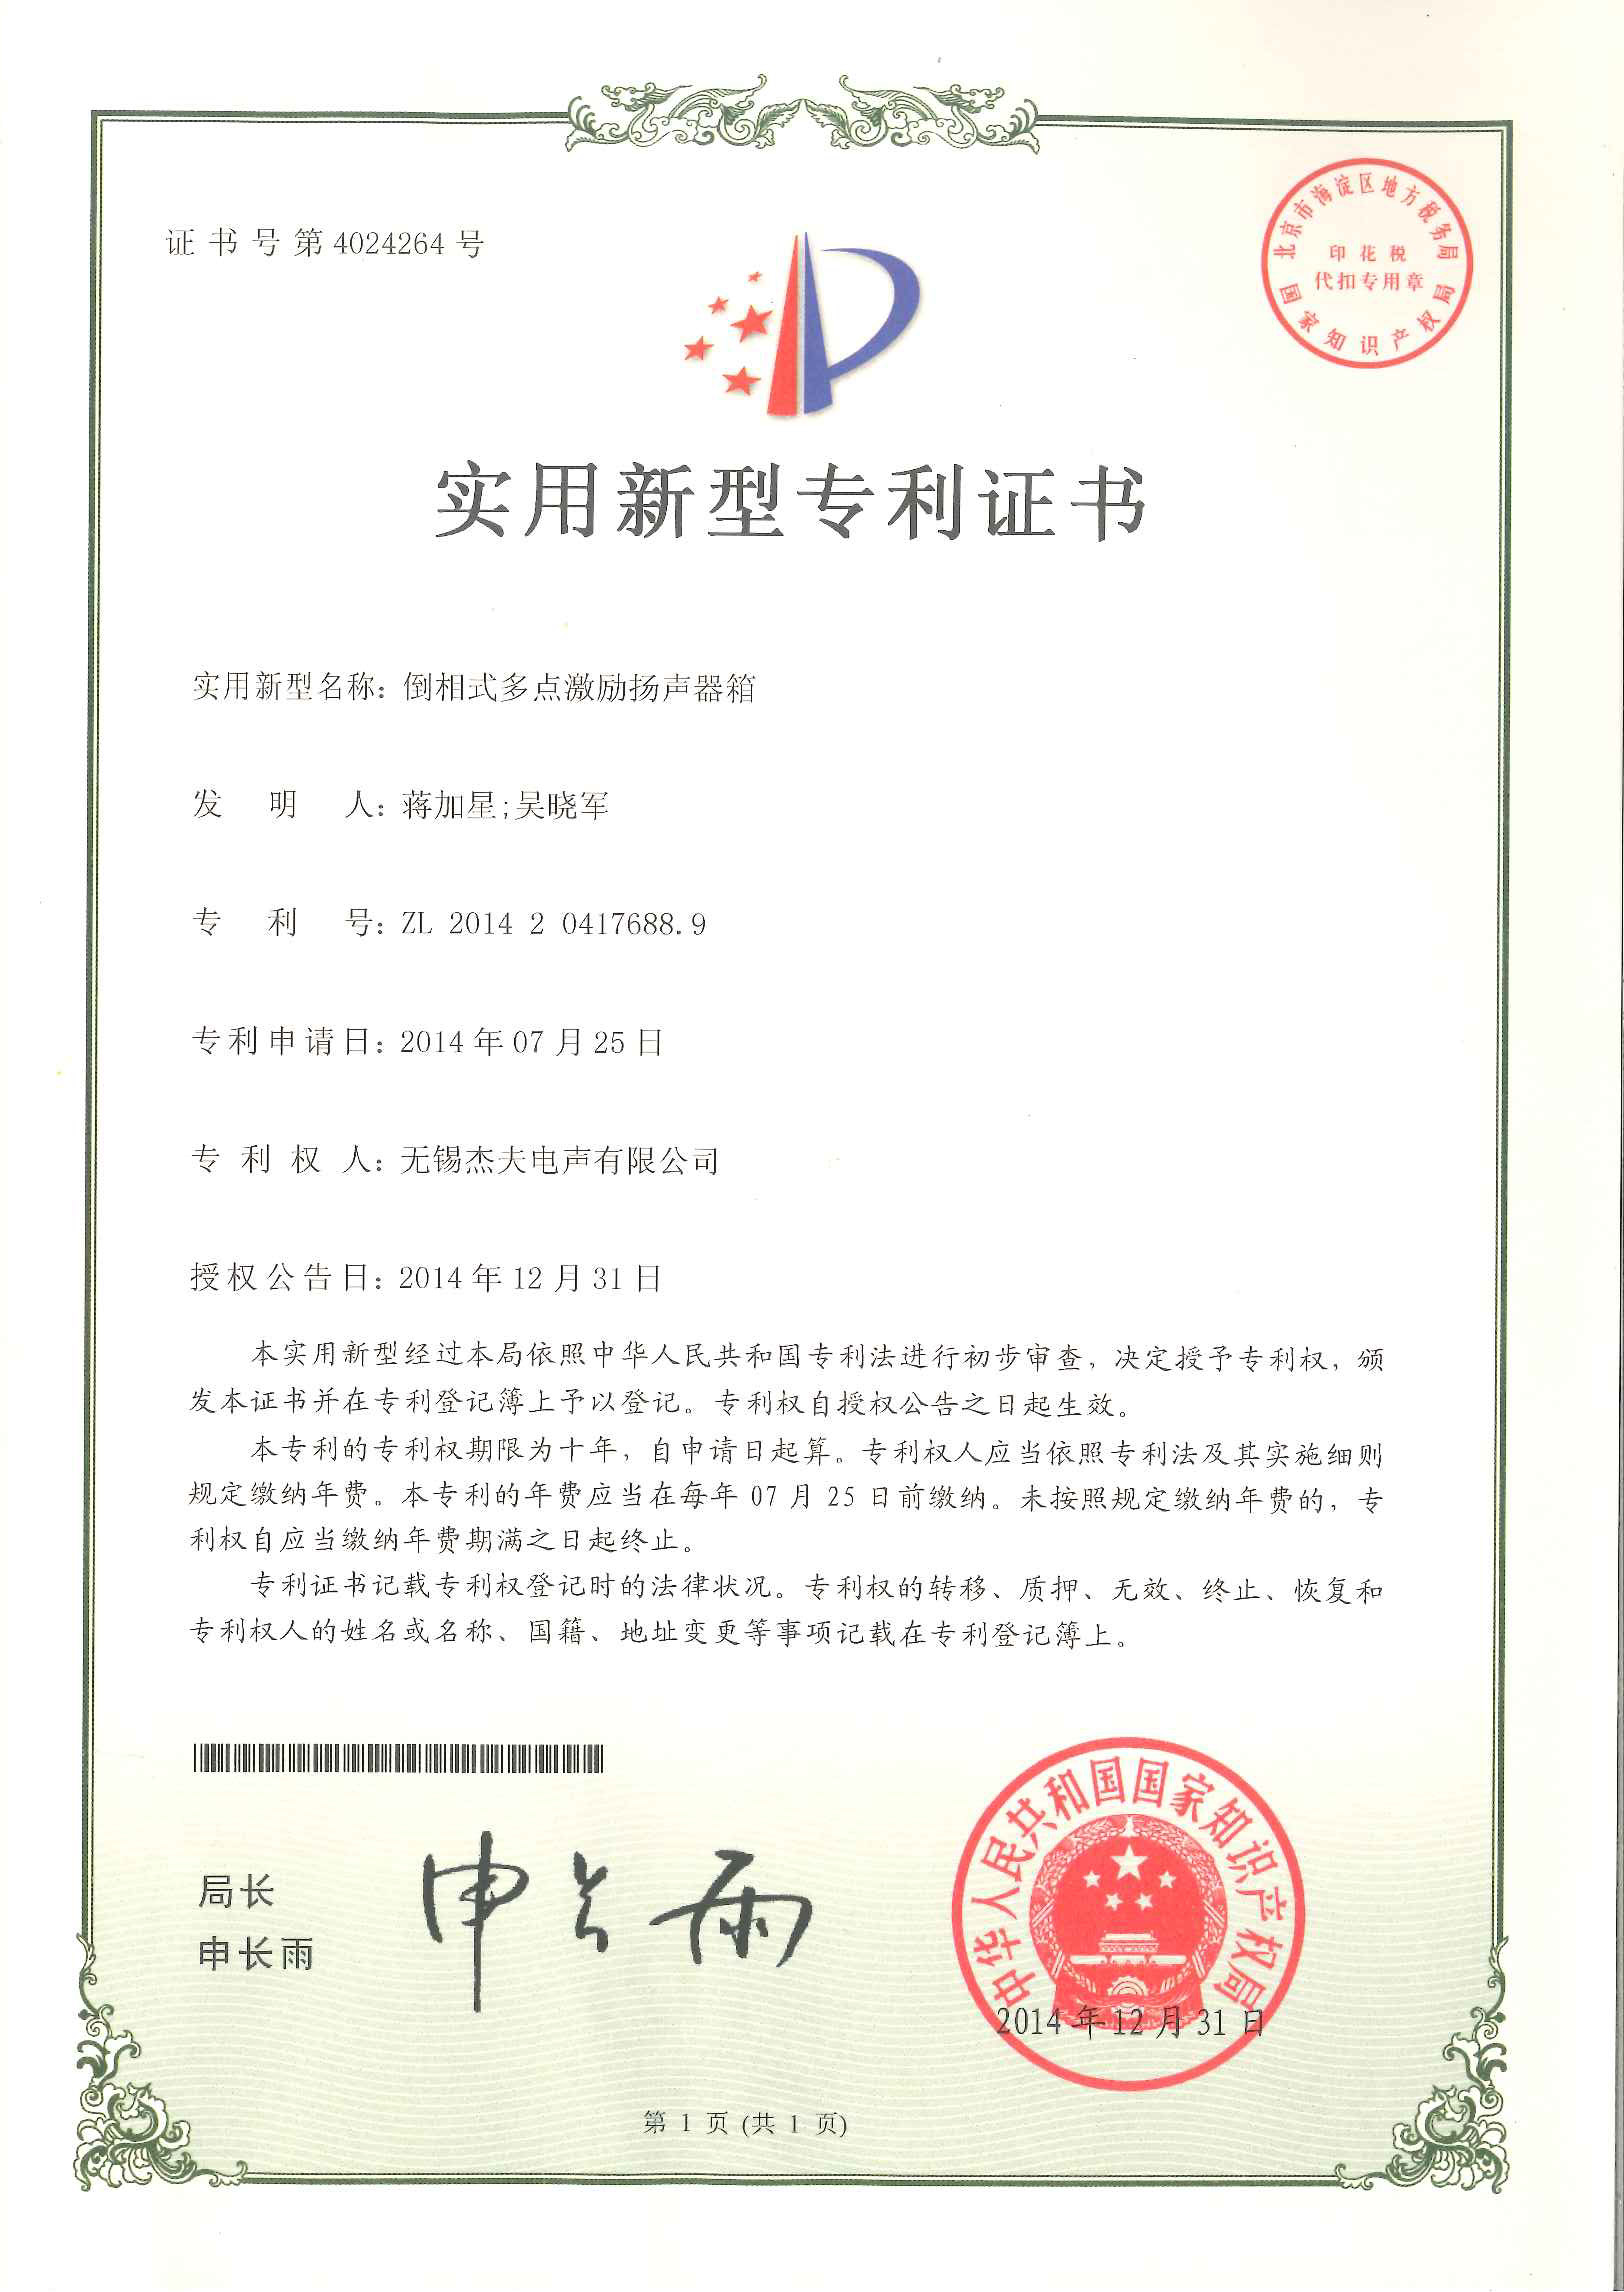 证书号第4024264号
北京市海淀区地方税务局
印花税
代扣专用章
国家知识产权局
实用新型专利证书
实用新型名称：倒相式多点激励扬声器箱
发明人：蒋加星;吴晓军
专利号：ZL 2014 2 0417688.9
专利申请日：2014年07月25日
专利权人：无锡杰夫电声有限公司
授权公告日：2014年12月31日
本实用新型经过本局依照中华人民共和国专利法进行初步审查，决定授予专利权，颁
发本证书并在专利登记簿上予以登记。专利权自授权公告之日起生效。
本专利的专利权期限为十年，自申请日起算。专利权人应当依照专利法及其实施细则
规定缴纳年费。本专利的年费应当在每年07月25日前缴纳。未按照规定缴纳年费的，专
利权自应当缴纳年费期满之日起终止。
专利证书记载专利权登记时的法律状况。专利权的转移、质押、无效、终止、恢复和
专利权人的姓名或名称、国籍、地址变更等事项记载在专利登记簿上。
局长
申长雨
申长雨
中华人民共和国国家知识产权局
2014年12月31日
第 1 页 (共 1 页)